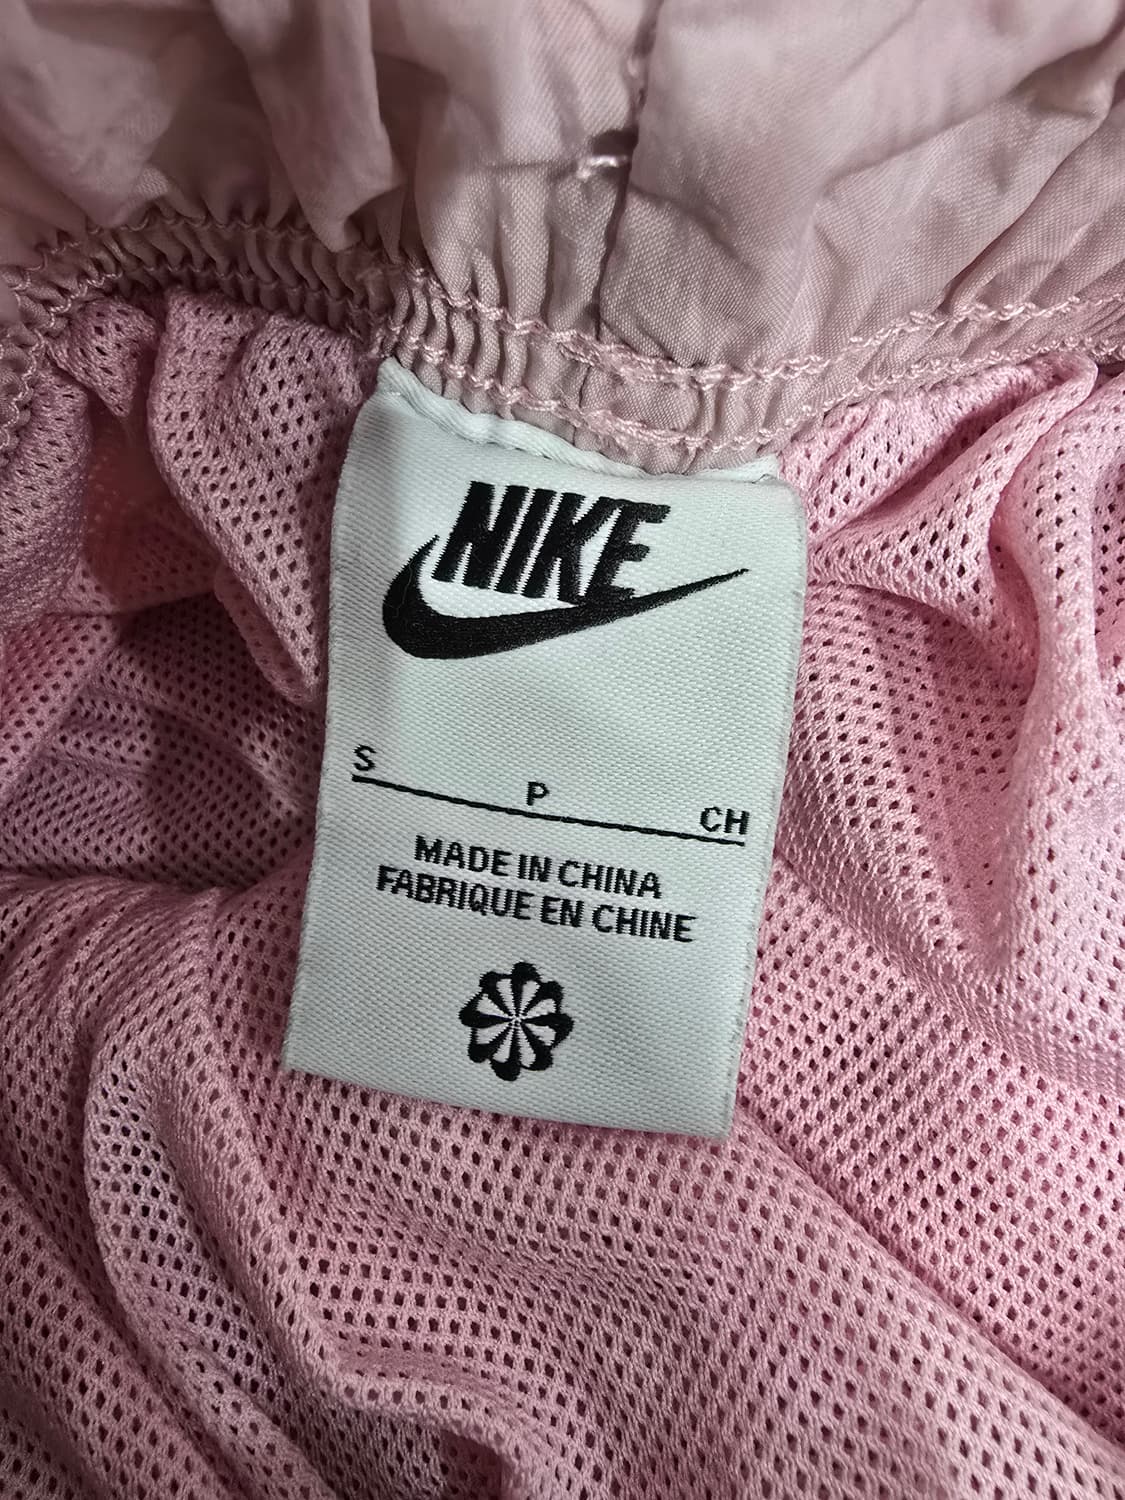 NIKE
S P CH
MADE IN CHINA
FABRIQUE EN CHINE